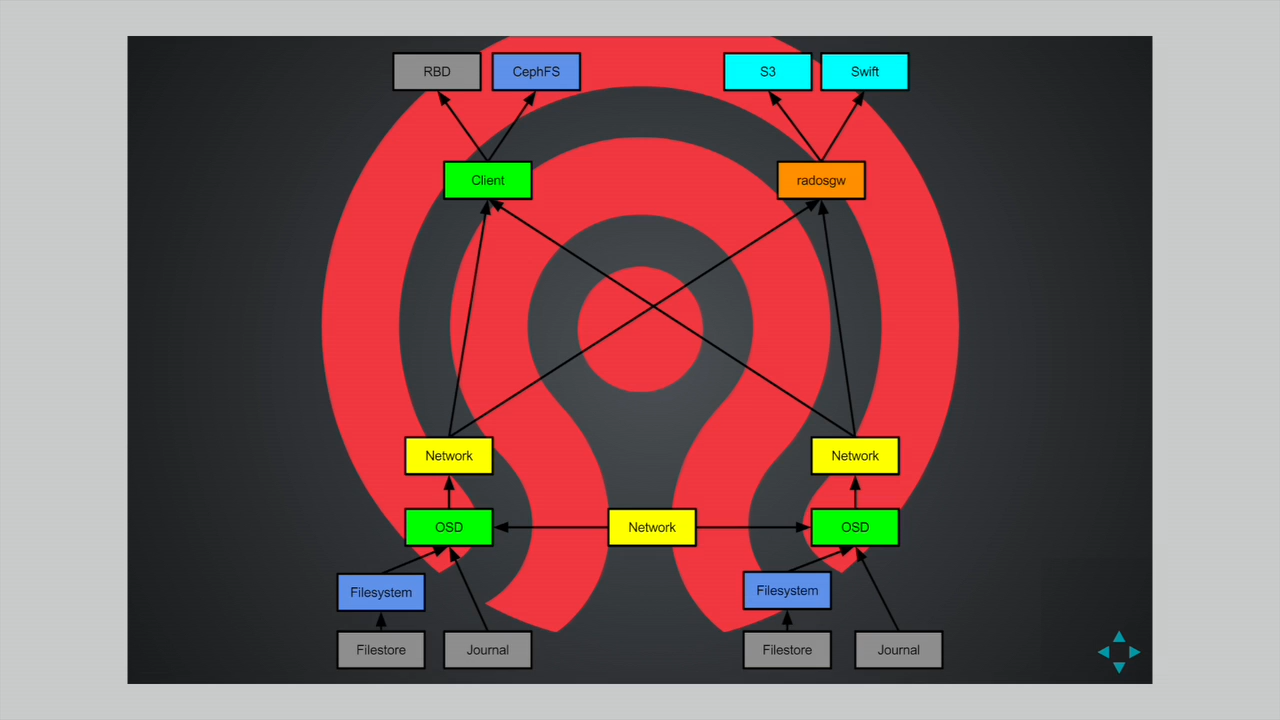 RBD
CephFS
S3
Swift
Client
radosgw
Network
Network
OSD
Network
OSD
Filesystem
Filesystem
Filestore
Journal
Filestore
Journal